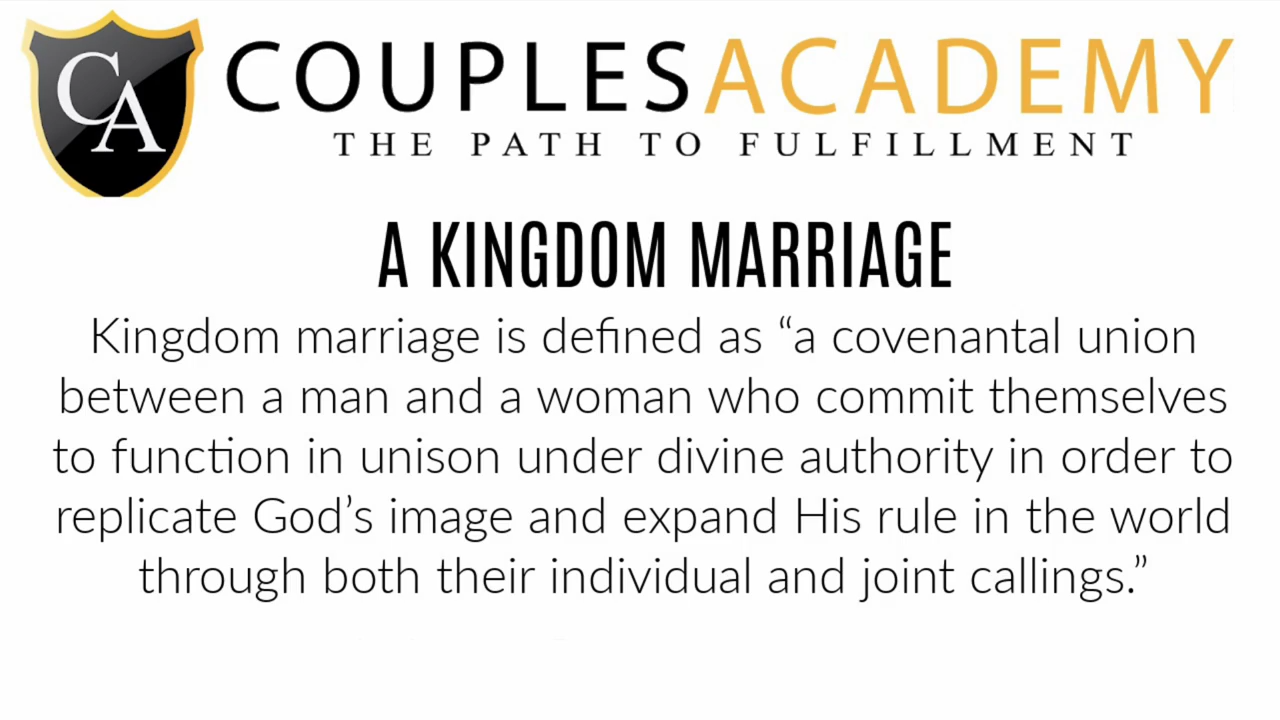 CA
COUPLESACADEMY
THE PATH TO FULFILLMENT
A KINGDOM MARRIAGE
Kingdom marriage is defined as “a covenantal union
between a man and a woman who commit themselves
to function in unison under divine authority in order to
replicate God’s image and expand His rule in the world
through both their individual and joint callings.”